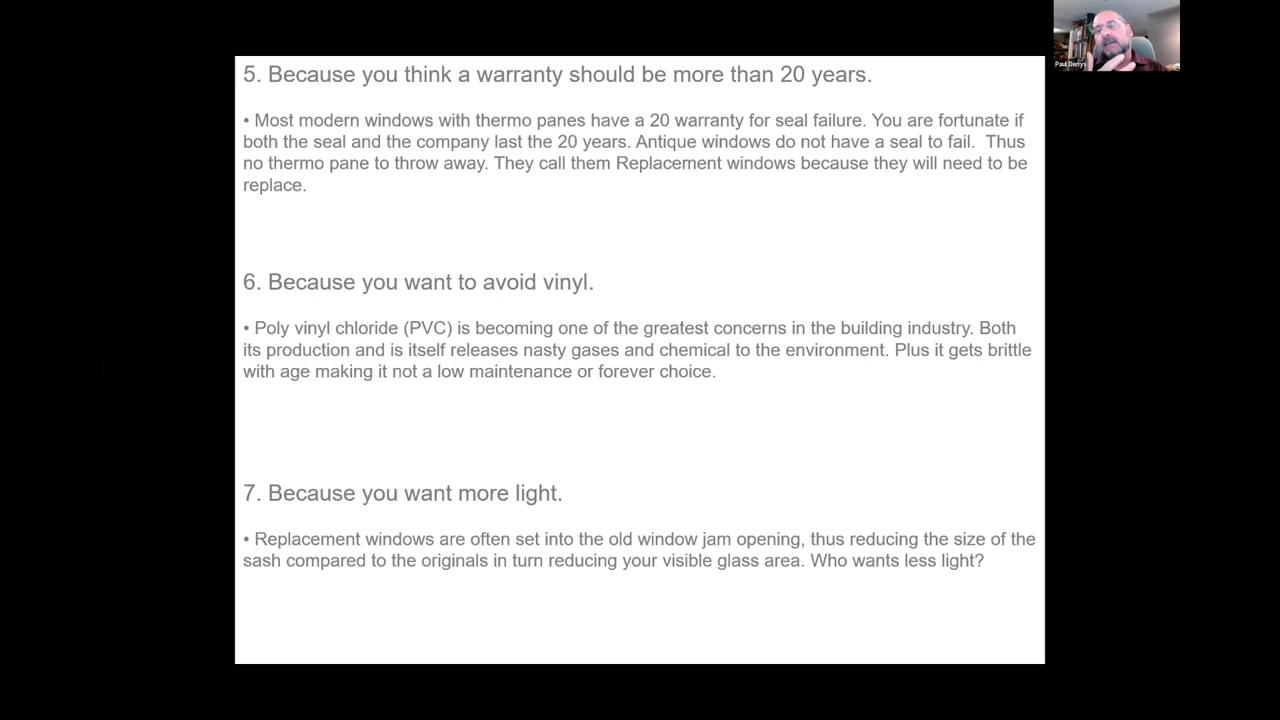 5. Because you think a warranty should be more than 20 years.
• Most modern windows with thermo panes have a 20 warranty for seal failure. You are fortunate if
both the seal and the company last the 20 years. Antique windows do not have a seal to fail.  Thus
no thermo pane to throw away. They call them Replacement windows because they will need to be
replace.
6. Because you want to avoid vinyl.
• Poly vinyl chloride (PVC) is becoming one of the greatest concerns in the building industry. Both
its production and is itself releases nasty gases and chemical to the environment. Plus it gets brittle
with age making it not a low maintenance or forever choice.
7. Because you want more light.
• Replacement windows are often set into the old window jam opening, thus reducing the size of the
sash compared to the originals in turn reducing your visible glass area. Who wants less light?
Paul Denys